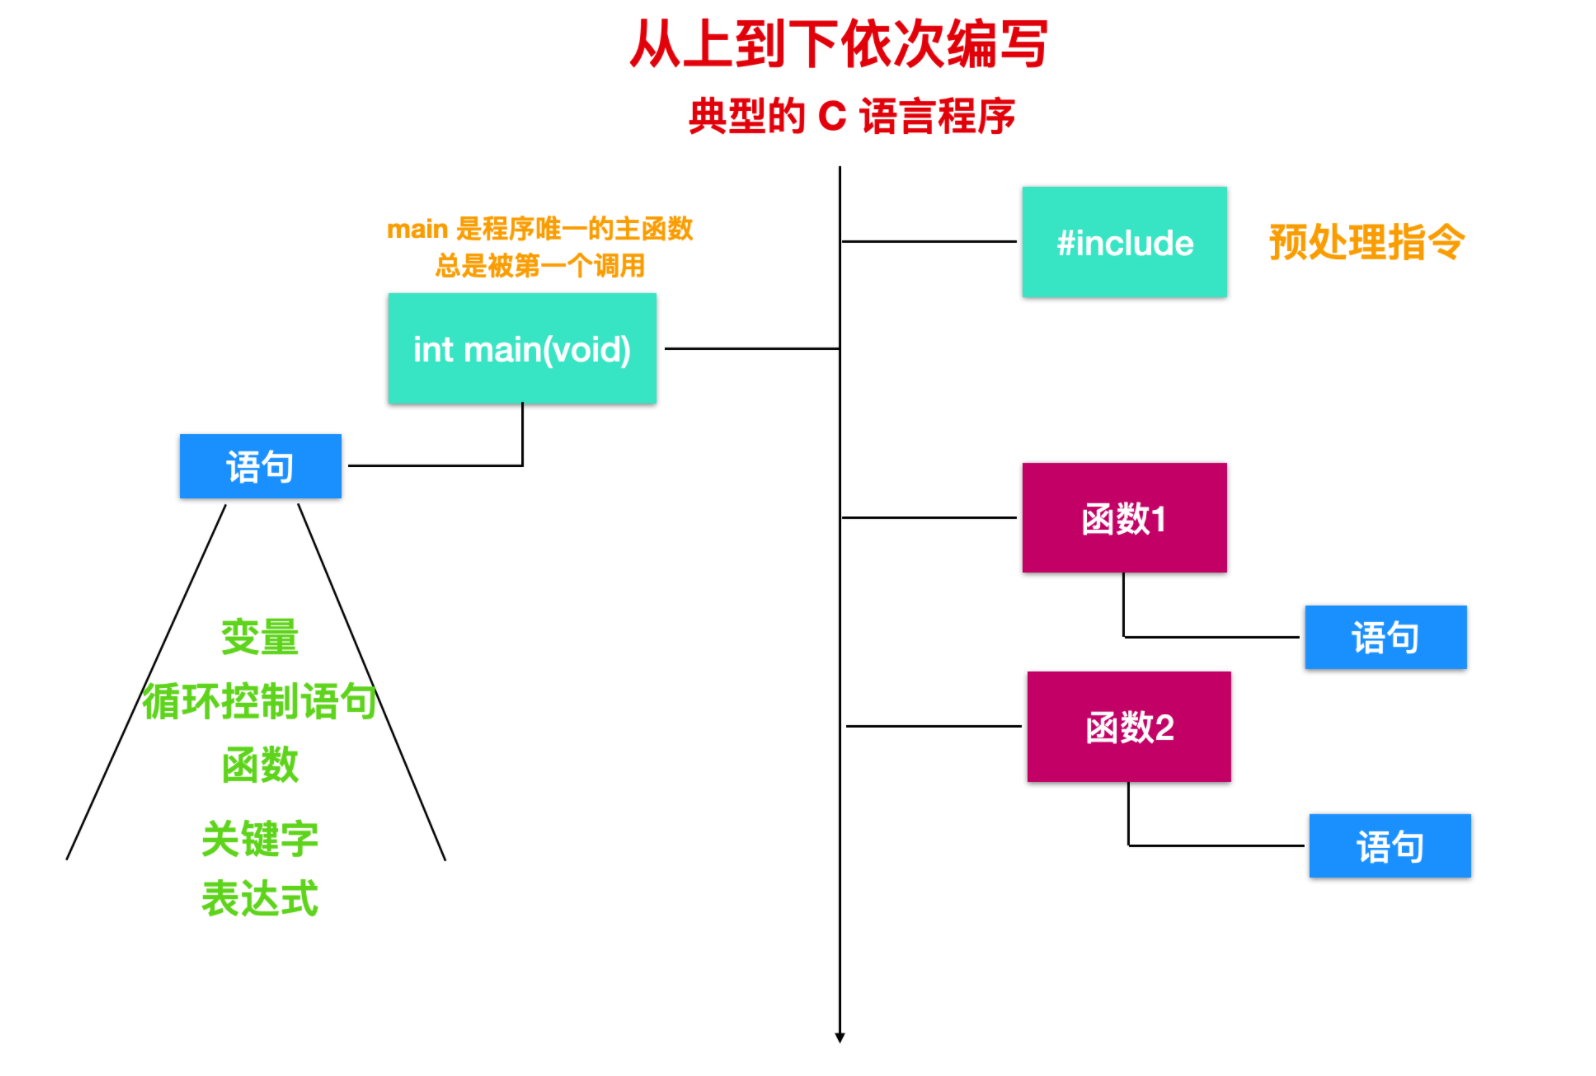 从上到下依次编写
典型的 C 语言程序
#include
预处理指令
main 是程序唯一的主函数
总是被第一个调用
int main(void)
语句
变量
循环控制语句
函数
关键字
表达式
函数1
语句
函数2
语句